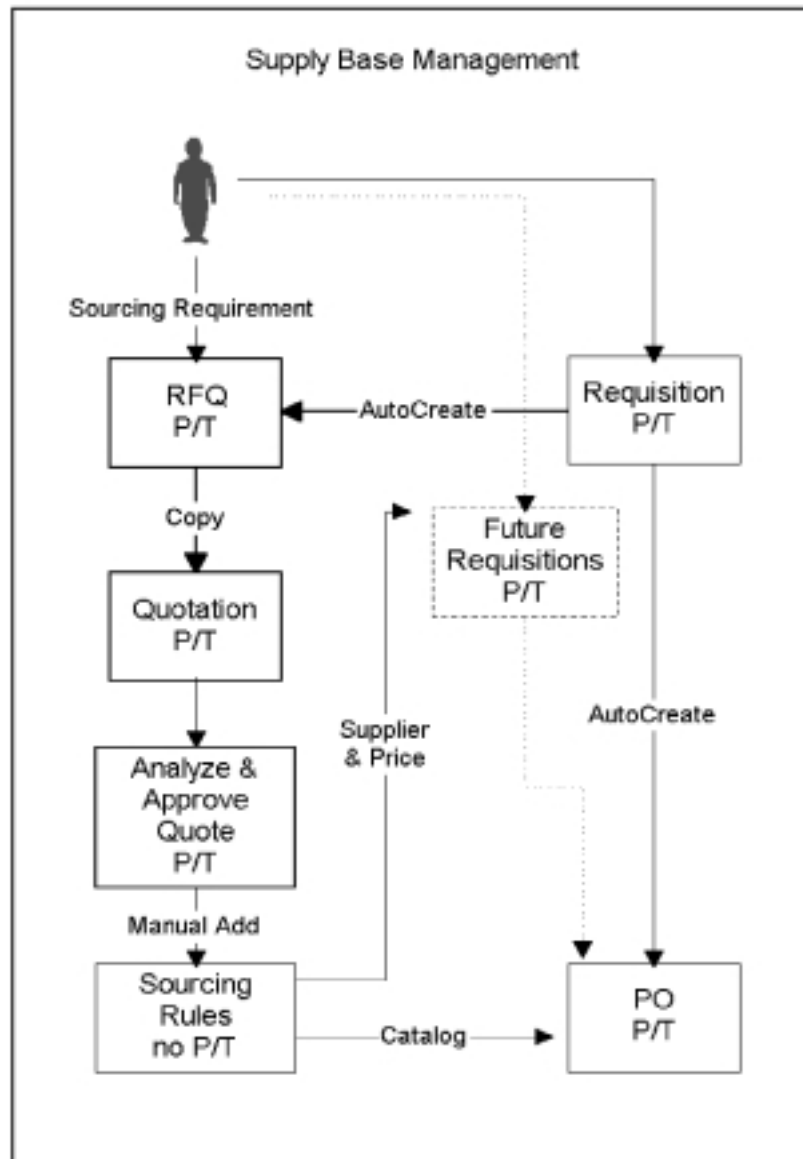 Supply Base Management
Sourcing Requirement
RFQ
P/T
AutoCreate
Requisition
P/T
Copy
Future
Requisitions
P/T
Quotation
P/T
Supplier
& Price
AutoCreate
Analyze &
Approve
Quote
P/T
Manual Add
Sourcing
Rules
no P/T
Catalog
PO
P/T